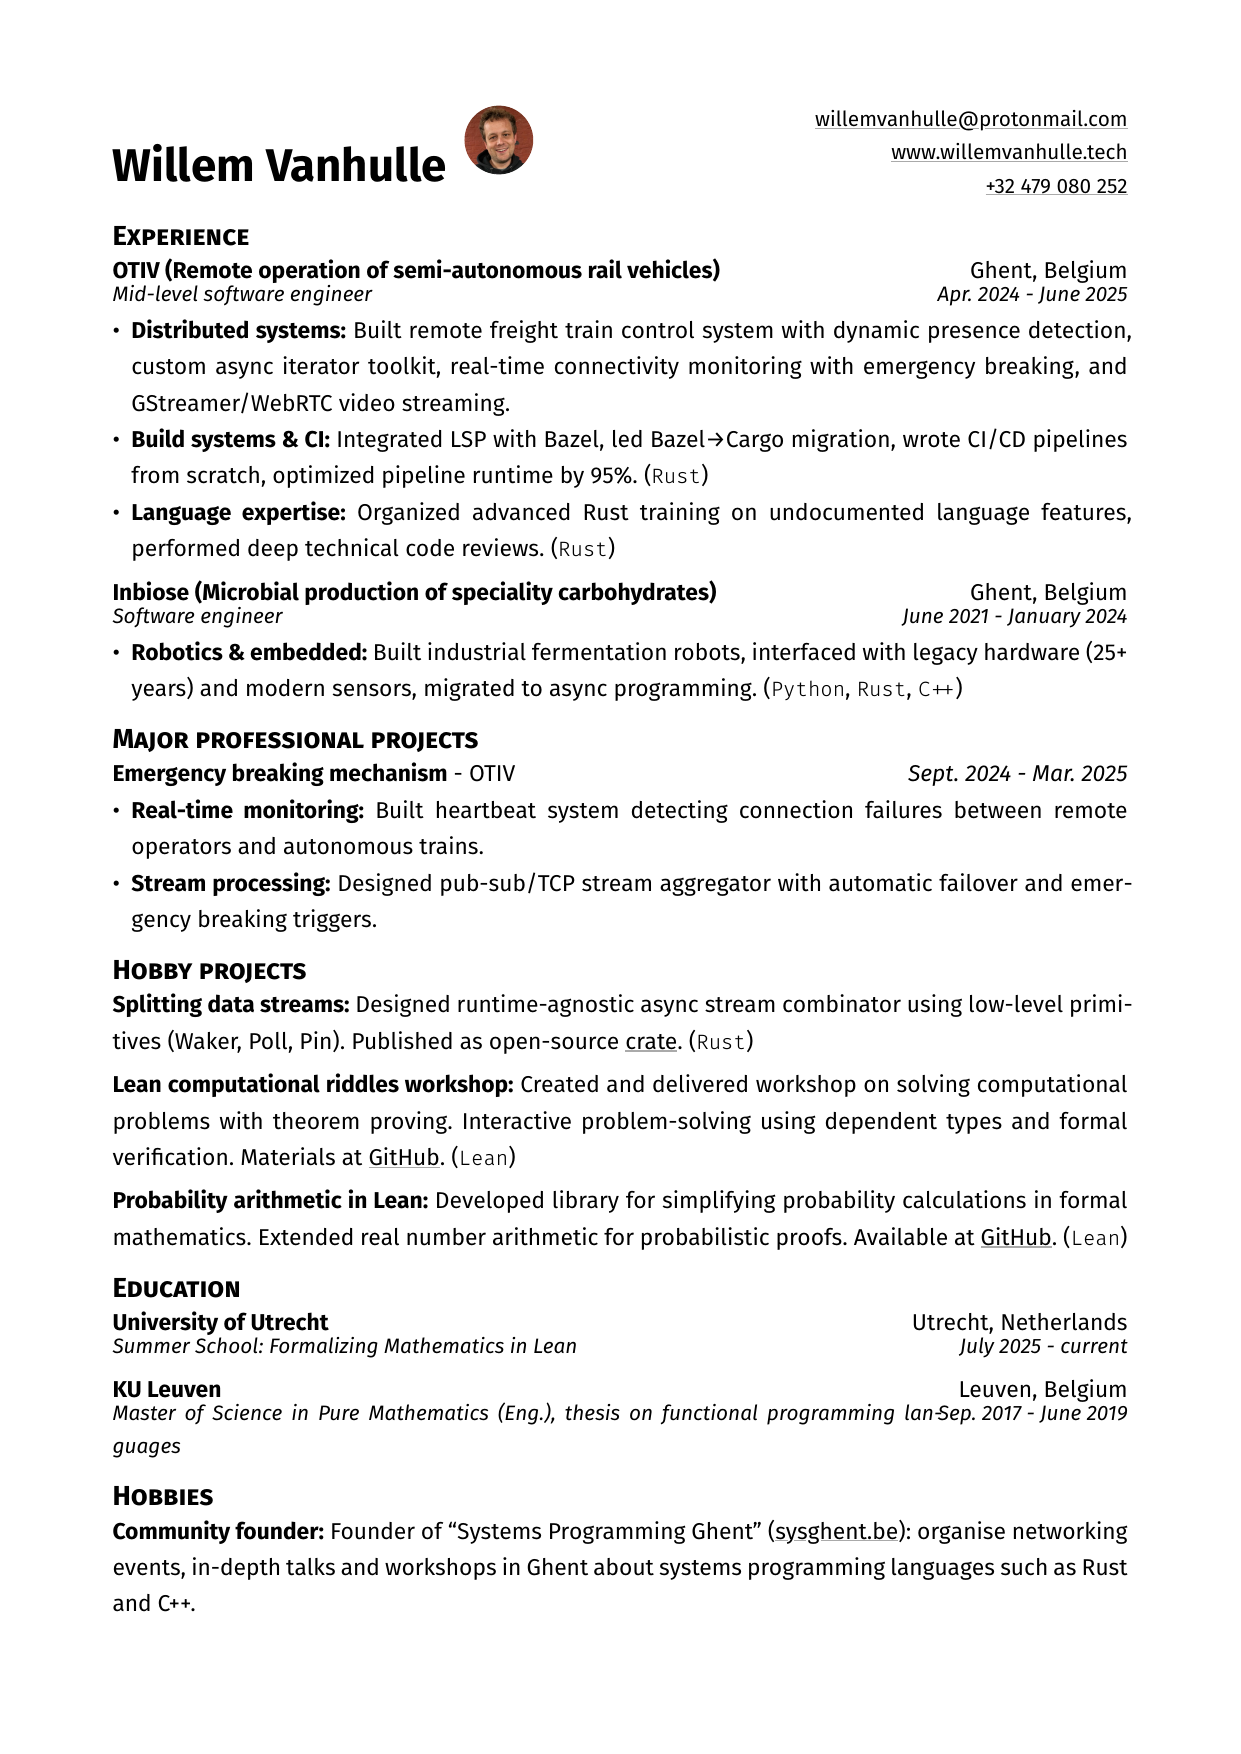 Willem Vanhulle
willemvanhulle@protonmail.com
www.willemvanhulle.tech
+32 479 080 252
Experience
OTIV (Remote operation of semi-autonomous rail vehicles) Ghent, Belgium
Mid-level software engineer Apr. 2024 - June 2025
• Distributed systems: Built remote freight train control system with dynamic presence detection,
custom async iterator toolkit, real-time connectivity monitoring with emergency breaking, and
GStreamer/WebRTC video streaming.
• Build systems & CI: Integrated LSP with Bazel, led Bazel→Cargo migration, wrote CI/CD pipelines
from scratch, optimized pipeline runtime by 95%. (Rust)
• Language expertise: Organized advanced Rust training on undocumented language features,
performed deep technical code reviews. (Rust)
Inbiose (Microbial production of speciality carbohydrates) Ghent, Belgium
Software engineer June 2021 - January 2024
• Robotics & embedded: Built industrial fermentation robots, interfaced with legacy hardware (25+
years) and modern sensors, migrated to async programming. (Python, Rust, C++)
Major professional projects
Emergency breaking mechanism - OTIV Sept. 2024 - Mar. 2025
• Real-time monitoring: Built heartbeat system detecting connection failures between remote
operators and autonomous trains.
• Stream processing: Designed pub-sub/TCP stream aggregator with automatic failover and emer-
gency breaking triggers.
Hobby projects
Splitting data streams: Designed runtime-agnostic async stream combinator using low-level primi-
tives (Waker, Poll, Pin). Published as open-source crate. (Rust)
Lean computational riddles workshop: Created and delivered workshop on solving computational
problems with theorem proving. Interactive problem-solving using dependent types and formal
verification. Materials at GitHub. (Lean)
Probability arithmetic in Lean: Developed library for simplifying probability calculations in formal
mathematics. Extended real number arithmetic for probabilistic proofs. Available at GitHub. (Lean)
Education
University of Utrecht Utrecht, Netherlands
Summer School: Formalizing Mathematics in Lean July 2025 - current
KU Leuven Leuven, Belgium
Master of Science in Pure Mathematics (Eng.), thesis on functional programming lan- Sep. 2017 - June 2019
guages
Hobbies
Community founder: Founder of “Systems Programming Ghent” (sysghent.be): organise networking
events, in-depth talks and workshops in Ghent about systems programming languages such as Rust
and C++.